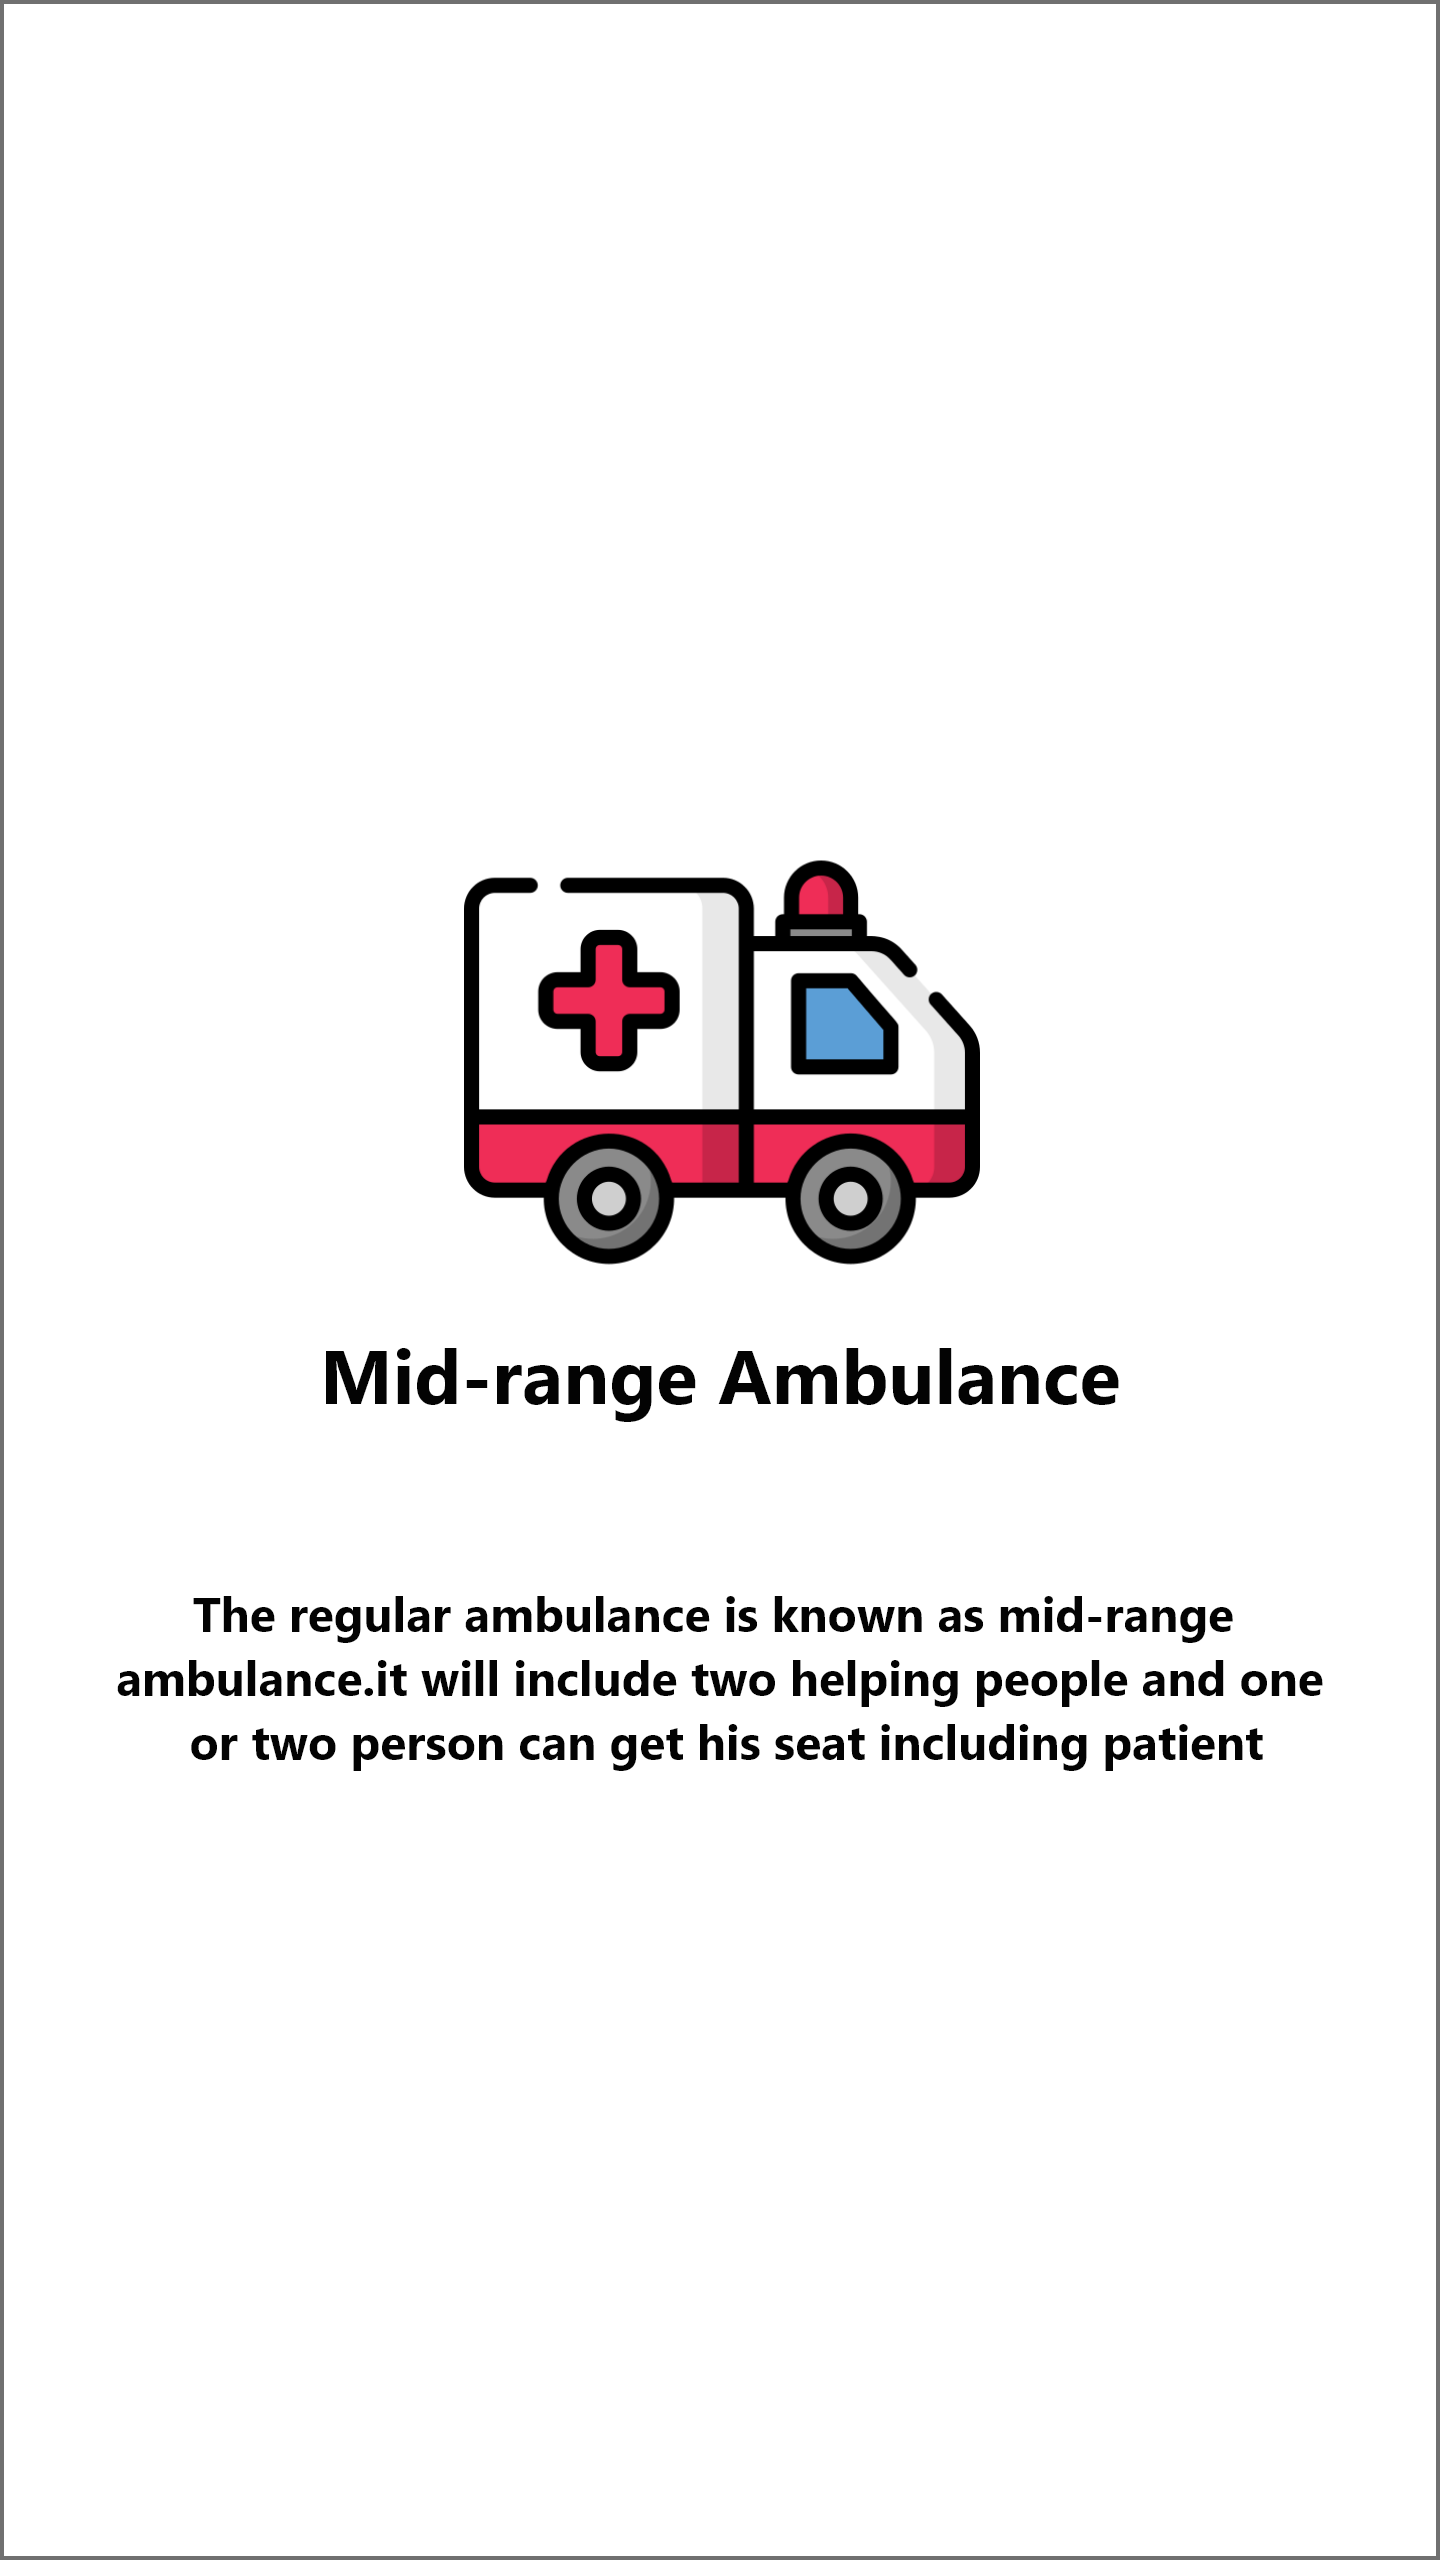 Mid-range Ambulance
The regular ambulance is known as mid-range
ambulance.it will include two helping people and one
or two person can get his seat including patient